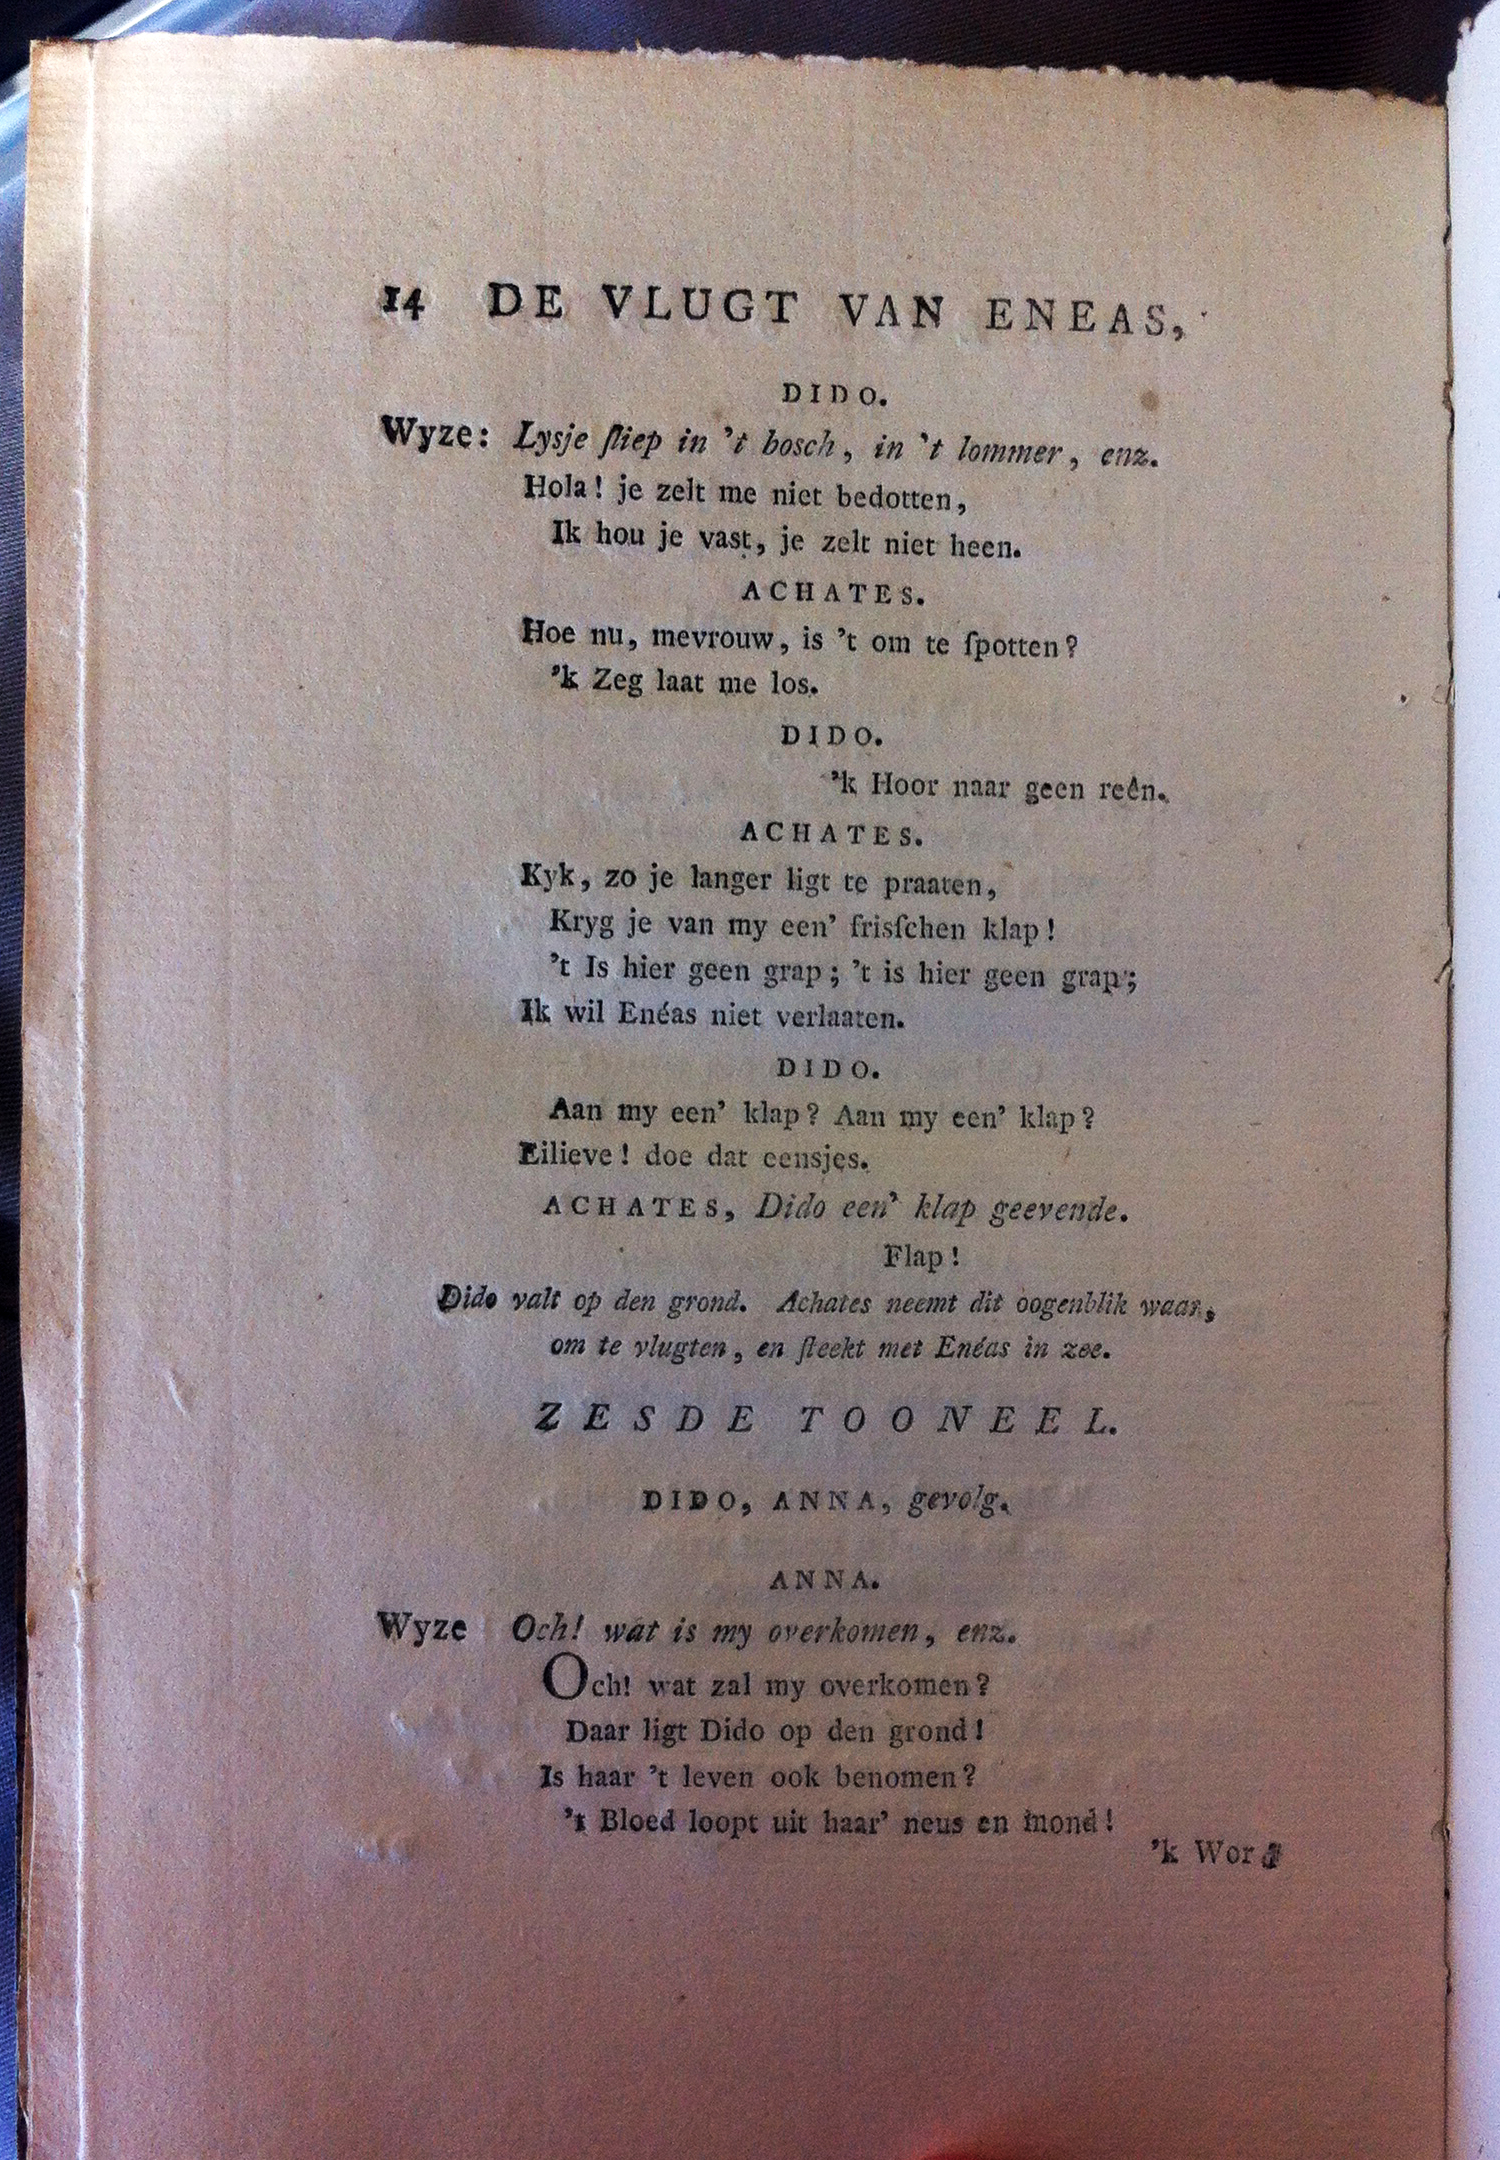 14 DE VLUGT VAN ENEAS,
DIDO.
Wyze: Lysje ſliep in 't bosch, in 't lommer, enz.
Hola! je zelt me niet bedotten,
Ik hou je vast, je zelt niet heen.
ACHATES.
Hoe nu, mevrouw, is 't om te ſpotten?
'k Zeg laat me los.
DIDO.
'k Hoor naar geen reên.
ACHATES.
Kyk, zo je langer ligt te praaten,
Kryg je van my een' frisſchen klap!
't Is hier geen grap; 't is hier geen grap;
Ik wil Enéas niet verlaaten.
DIDO.
Aan my een' klap? Aan my een' klap?
Eilieve! doe dat eensjes.
ACHATES, Dido een' klap geevende.
Flap!
Dido valt op den grond. Achates neemt dit oogenblik waar,
om te vlugten, en ſteekt met Enéas in zee.
ZESDE TOONEEL.
DIDO, ANNA, gevolg.
ANNA.
Wyze Och! wat is my overkomen, enz.
Och! wat zal my overkomen?
Daar ligt Dido op den grond!
Is haar 't leven ook benomen?
't Bloed loopt uit haar' neus en mond!
'k Word